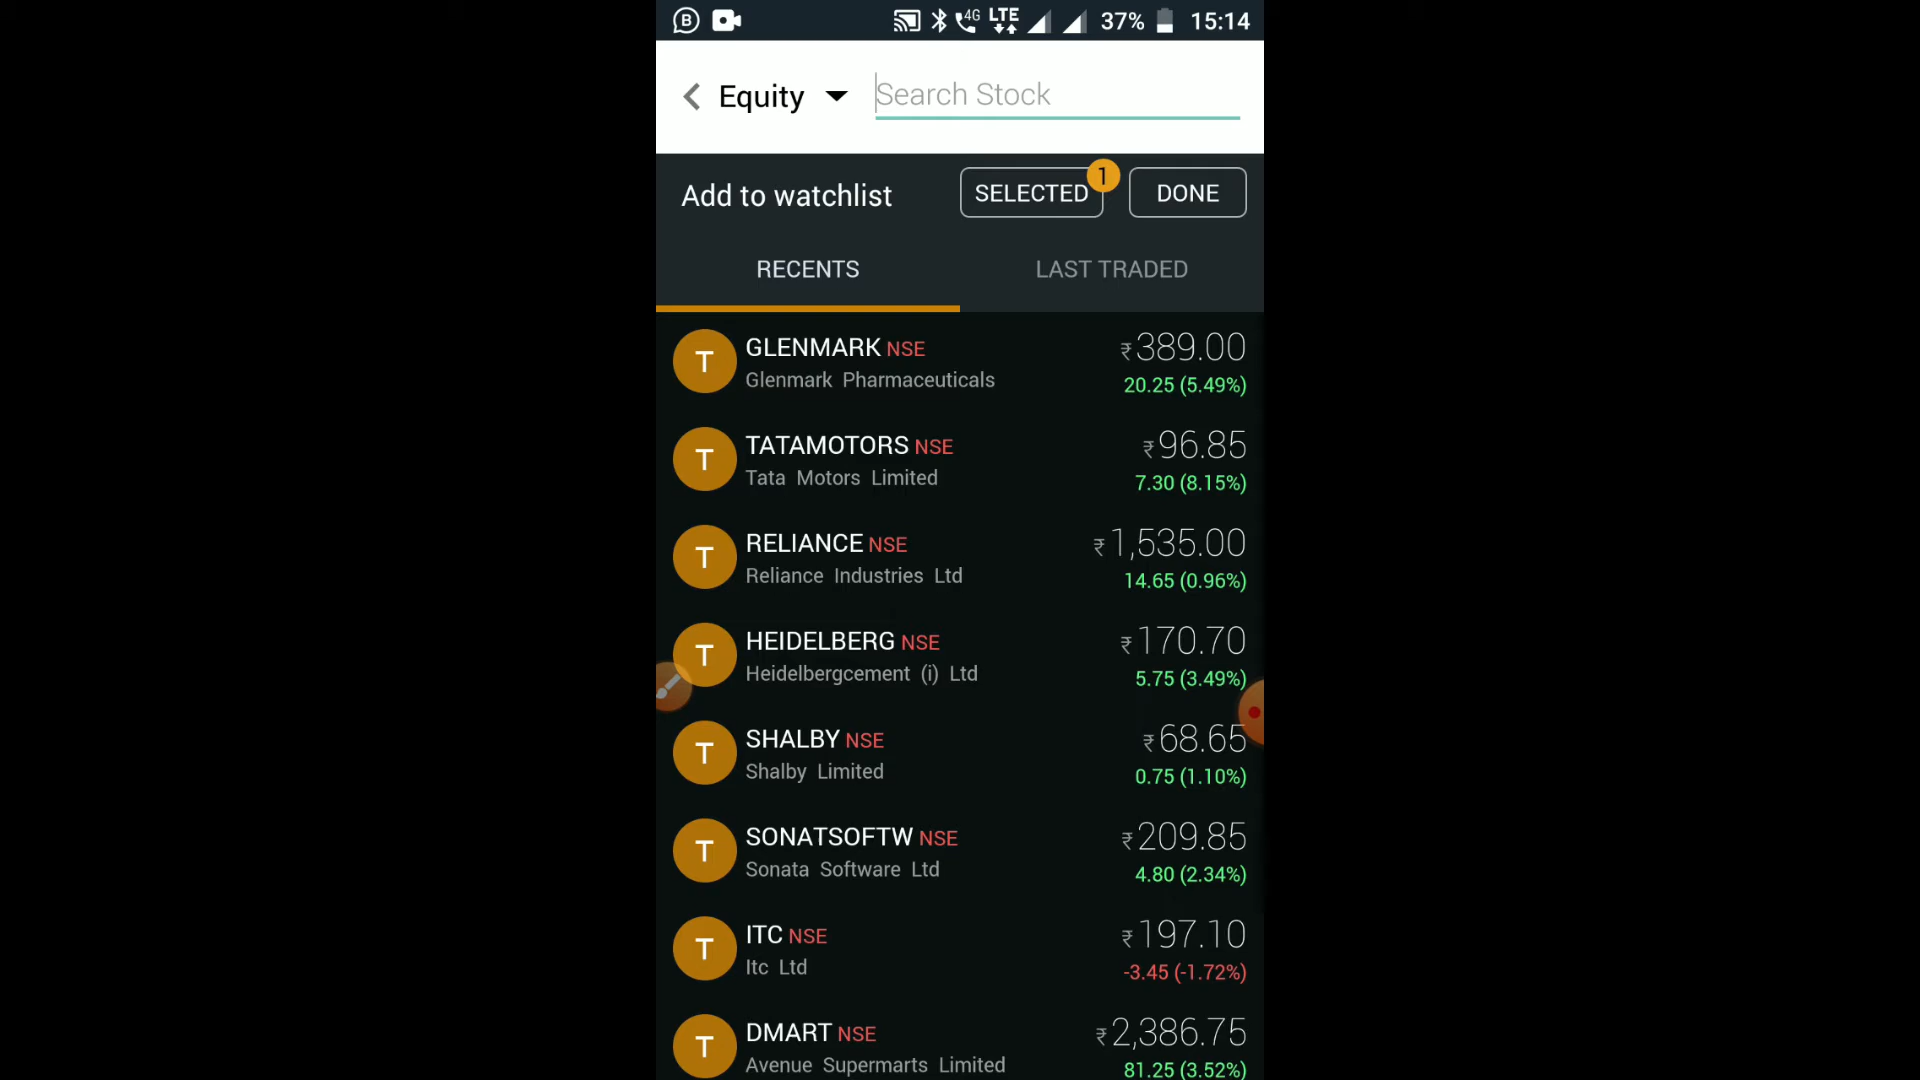 B 4G LTE 37% 15:14
Equity Search Stock
Add to watchlist SELECTED 1 DONE
RECENTS LAST TRADED
T GLENMARK NSE ₹389.00
Glenmark Pharmaceuticals 20.25 (5.49%)
T TATAMOTORS NSE ₹96.85
Tata Motors Limited 7.30 (8.15%)
T RELIANCE NSE ₹1,535.00
Reliance Industries Ltd 14.65 (0.96%)
T HEIDELBERG NSE ₹170.70
Heidelbergcement (i) Ltd 5.75 (3.49%)
T SHALBY NSE ₹68.65
Shalby Limited 0.75 (1.10%)
T SONATSOFTW NSE ₹209.85
Sonata Software Ltd 4.80 (2.34%)
T ITC NSE ₹197.10
Itc Ltd -3.45 (-1.72%)
T DMART NSE ₹2,386.75
Avenue Supermarts Limited 81.25 (3.52%)